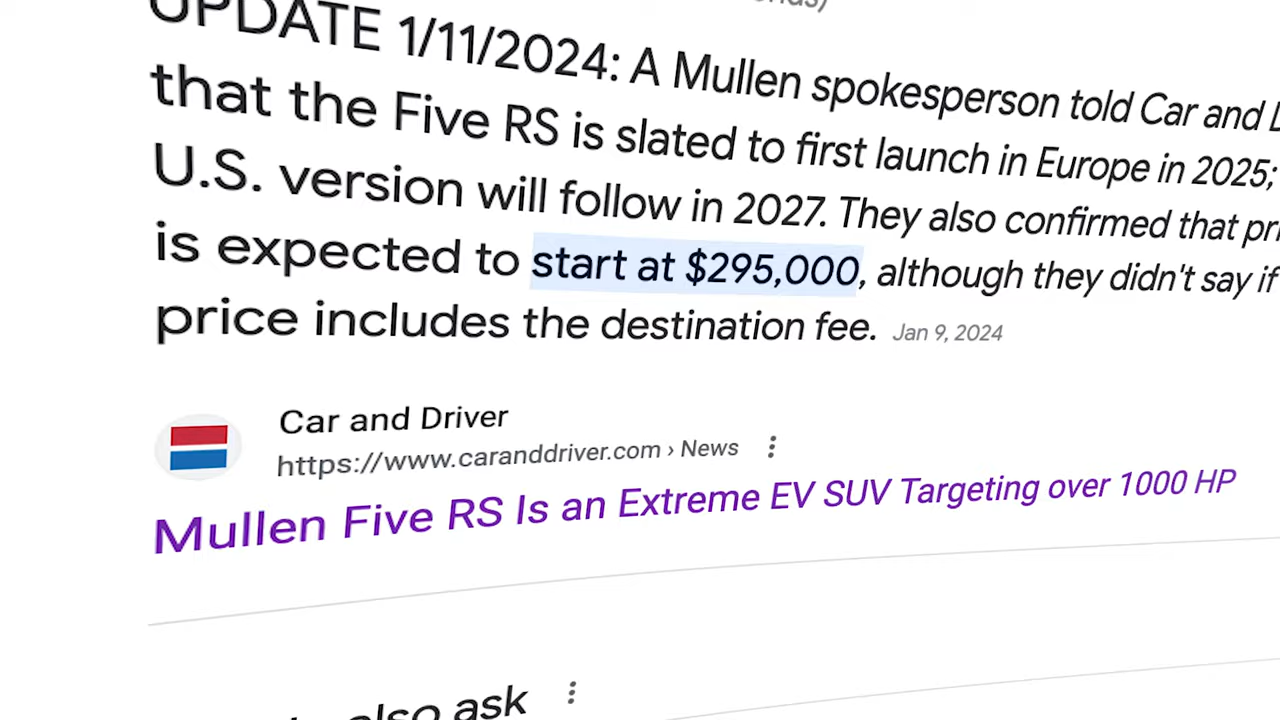 UPDATE 1/11/2024: A Mullen spokesperson told Car and
that the Five RS is slated to first launch in Europe in 2025;
U.S. version will follow in 2027. They also confirmed that
is expected to start at $295,000, although they didn't say if
price includes the destination fee. Jan 9, 2024
Car and Driver
https://www.caranddriver.com › News
Mullen Five RS Is an Extreme EV SUV Targeting over 1000 HP
also ask